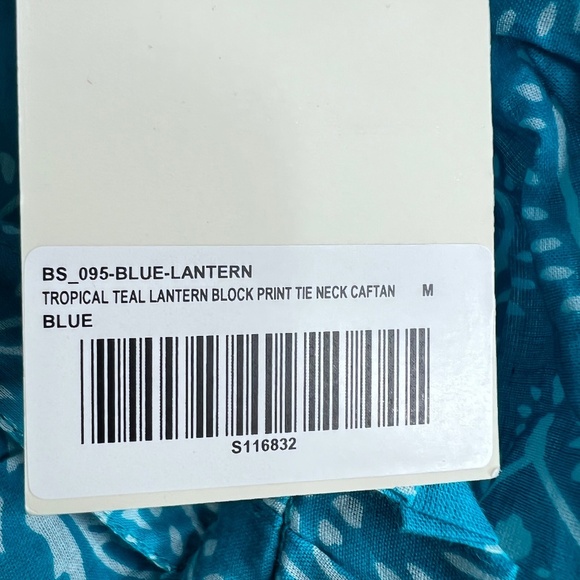 BS_095-BLUE-LANTERN
TROPICAL TEAL LANTERN BLOCK PRINT TIE NECK CAFTAN M
BLUE
S116832